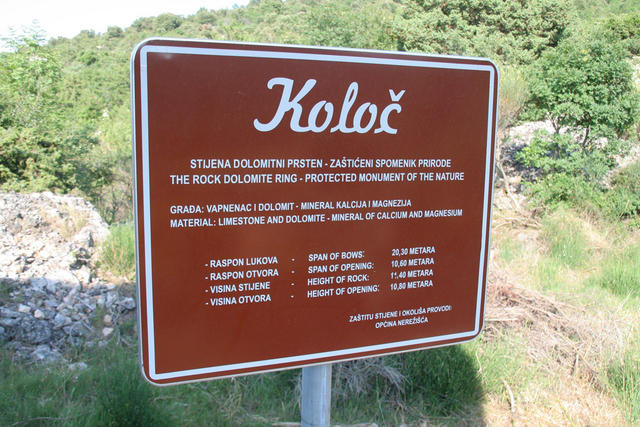 Koloč
STIJENA DOLOMITNI PRSTEN - ZAŠTIĆENI SPOMENIK PRIRODE
THE ROCK DOLOMITE RING - PROTECTED MONUMENT OF THE NATURE
GRAĐA: VAPNENAC I DOLOMIT - MINERAL KALCIJA I MAGNEZIJA
MATERIAL: LIMESTONE AND DOLOMITE - MINERAL OF CALCIUM AND MAGNESIUM
- RASPON LUKOVA - SPAN OF BOWS: 20,30 METARA
- RASPON OTVORA - SPAN OF OPENING: 10,60 METARA
- VISINA STIJENE - HEIGHT OF ROCK: 11,40 METARA
- VISINA OTVORA - HEIGHT OF OPENING: 10,80 METARA
ZAŠTITU STIJENE I OKOLIŠA PROVODI:
OPĆINA NEREŽIŠĆA